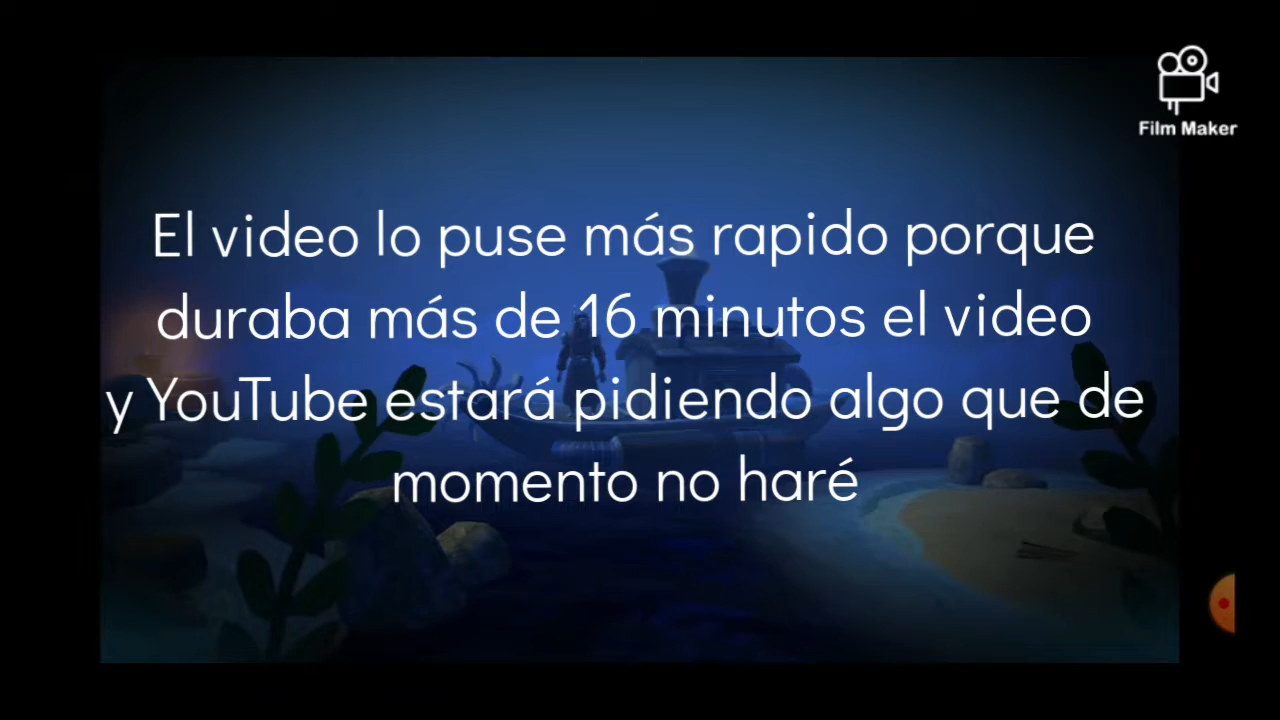 Film Maker
El video lo puse más rapido porque
duraba más de 16 minutos el video
y YouTube estará pidiendo algo que de
momento no haré